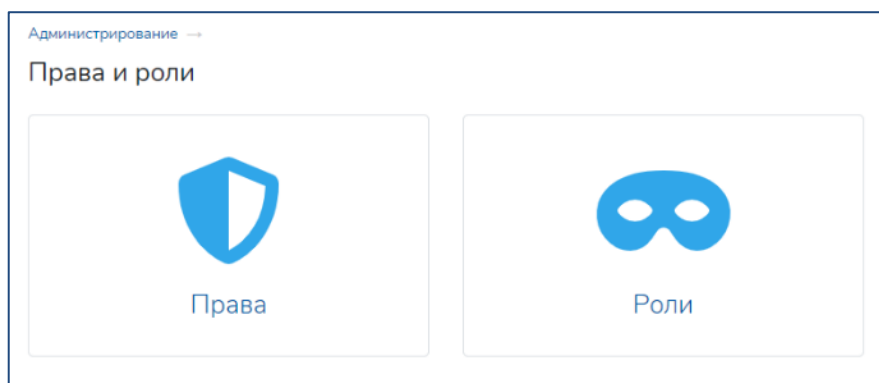 Администрирование →
Права и роли
Права
Роли